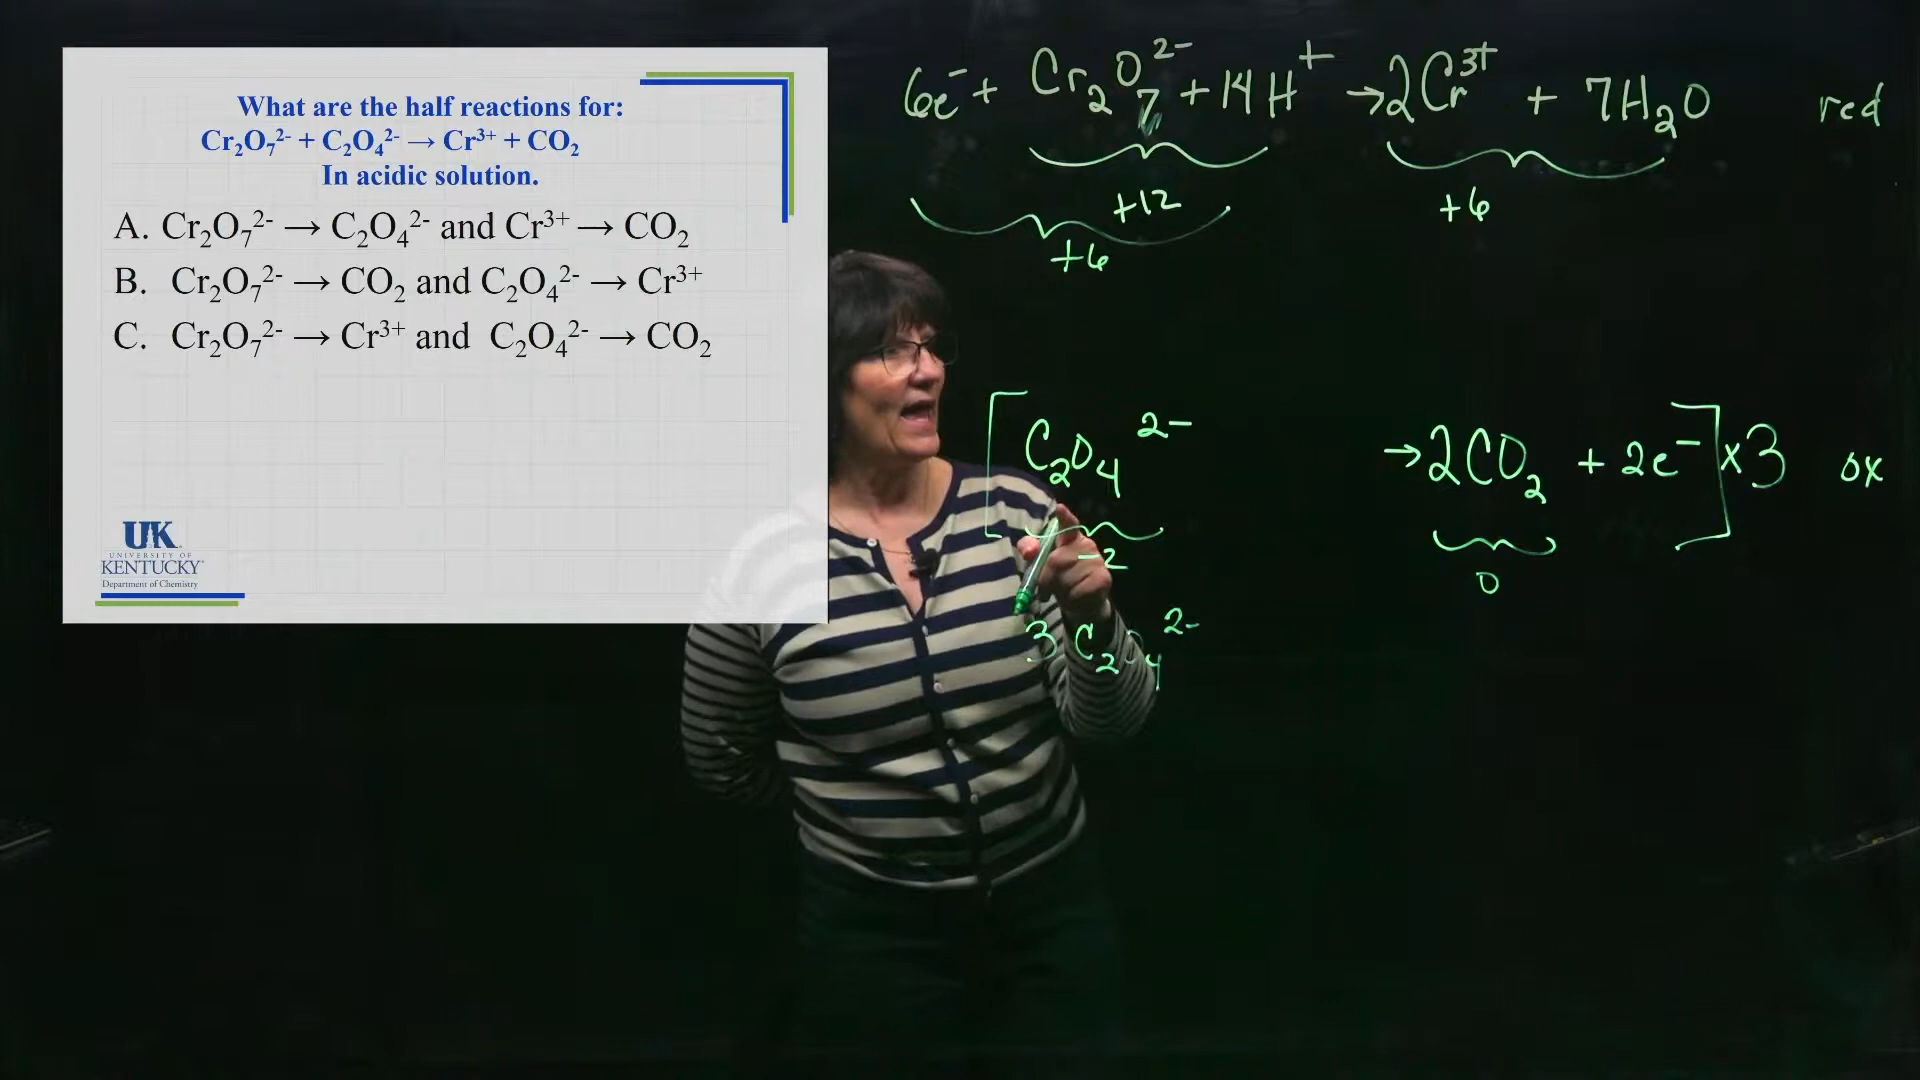 What are the half reactions for:
Cr₂O₇²⁻ + C₂O₄²⁻ → Cr³⁺ + CO₂
In acidic solution.
A. Cr₂O₇²⁻ → C₂O₄²⁻ and Cr³⁺ → CO₂
B. Cr₂O₇²⁻ → CO₂ and C₂O₄²⁻ → Cr³⁺
C. Cr₂O₇²⁻ → Cr³⁺ and C₂O₄²⁻ → CO₂
UK
UNIVERSITY OF
KENTUCKY
Department of Chemistry
6e⁻ + Cr₂O₇²⁻ + 14H⁺ → 2Cr³⁺ + 7H₂O red
+12 +6
+6
[C₂O₄²⁻ → 2CO₂ + 2e⁻] x3 ox
-2 0
3 C₂O₄²⁻